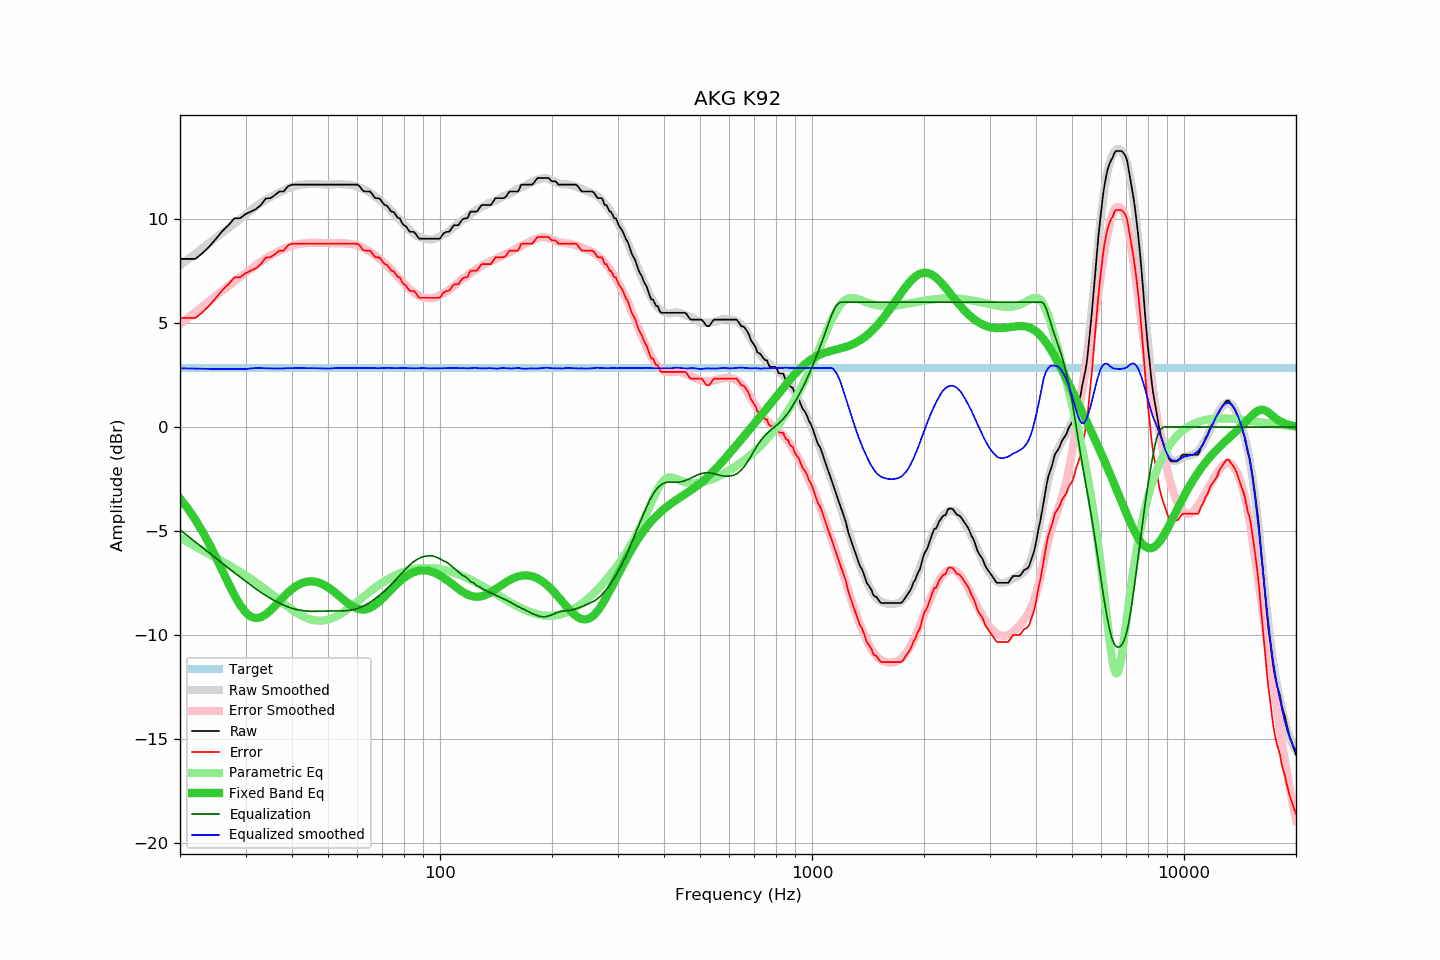 AKG K92
Amplitude (dBr)
10
5
0
−5
−10
−15
−20
Target
Raw Smoothed
Error Smoothed
Raw
Error
Parametric Eq
Fixed Band Eq
Equalization
Equalized smoothed
100
1000
10000
Frequency (Hz)